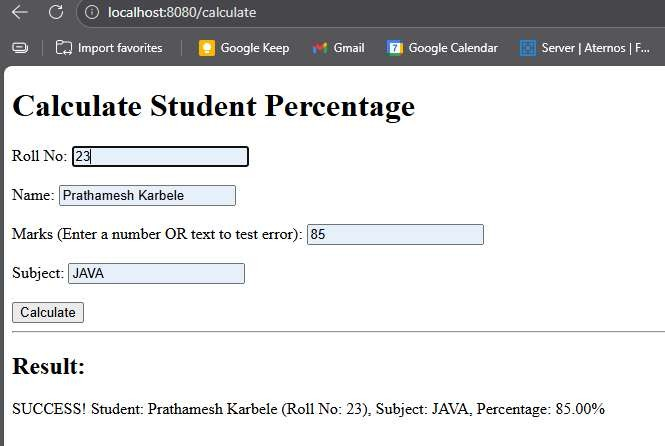 localhost:8080/calculate
Import favorites Google Keep Gmail 7 Google Calendar Server | Aternos | F...
Calculate Student Percentage
Roll No: 23
Name: Prathamesh Karbele
Marks (Enter a number OR text to test error): 85
Subject: JAVA
Calculate
Result:
SUCCESS! Student: Prathamesh Karbele (Roll No: 23), Subject: JAVA, Percentage: 85.00%